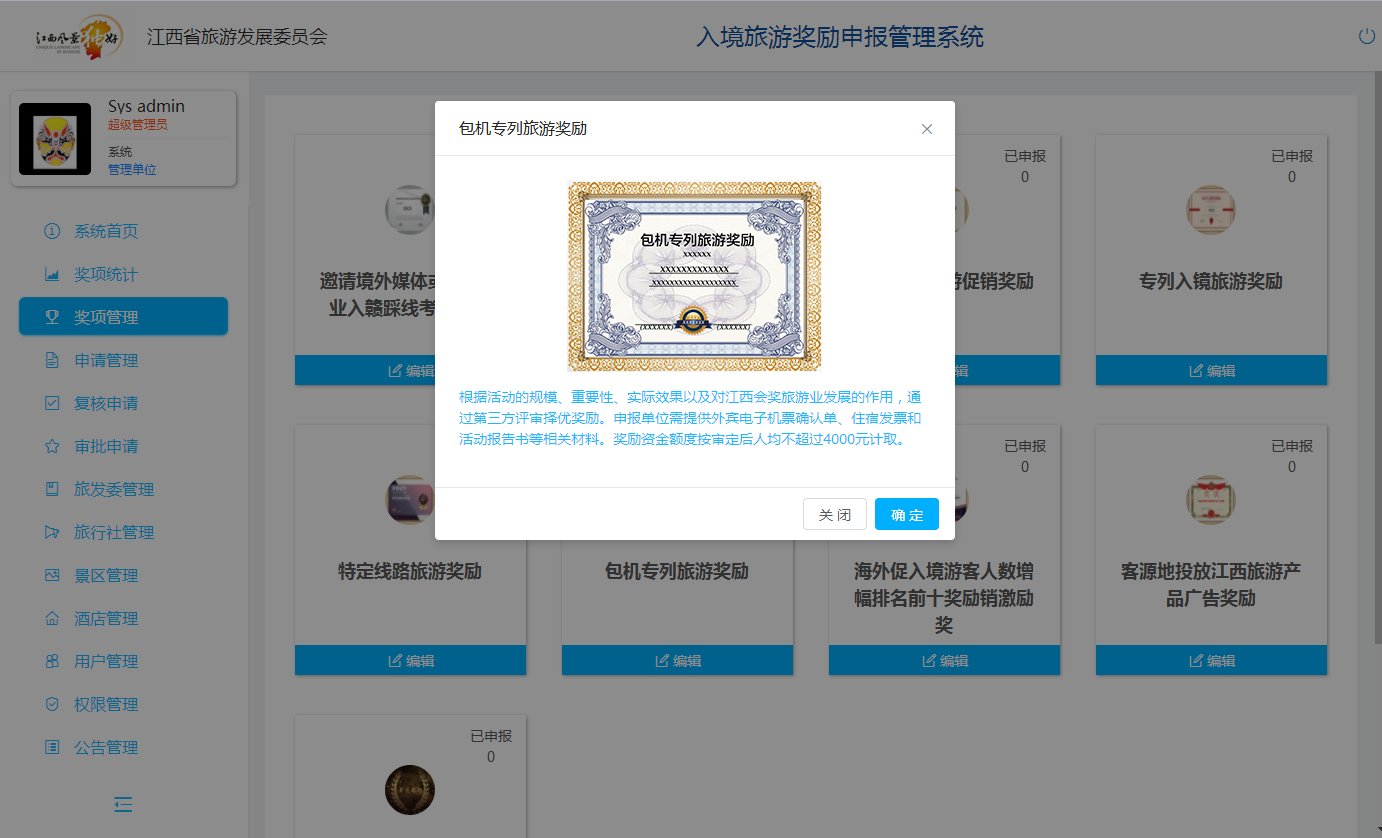 江西风景独好
江西省旅游发展委员会
入境旅游奖励申报管理系统
Sys admin
超级管理员
系统
管理单位
系统首页
奖项统计
奖项管理
申请管理
复核申请
审批申请
旅发委管理
旅行社管理
景区管理
酒店管理
用户管理
权限管理
公告管理
包机专列旅游奖励
包机专列旅游奖励
xxxxxx
XXXXXXXXXXXX
XXXXXXXXXXXXXXXX
(XXXXXX)
(XXXXXX)
根据活动的规模、重要性、实际效果以及对江西会奖旅游业发展的作用，通
过第三方评审择优奖励。申报单位需提供外宾电子机票确认单、住宿发票和
活动报告书等相关材料。奖励资金额度按审定后人均不超过4000元计取。
关 闭
确 定
邀请境外媒体或
业入赣踩线考
编辑
已申报
0
游促销奖励
辑
已申报
0
专列入镜旅游奖励
编辑
特定线路旅游奖励
编辑
包机专列旅游奖励
编辑
已申报
0
海外促入境游客人数增
幅排名前十奖励销激励
奖
编辑
已申报
0
客源地投放江西旅游产
品广告奖励
编辑
已申报
0